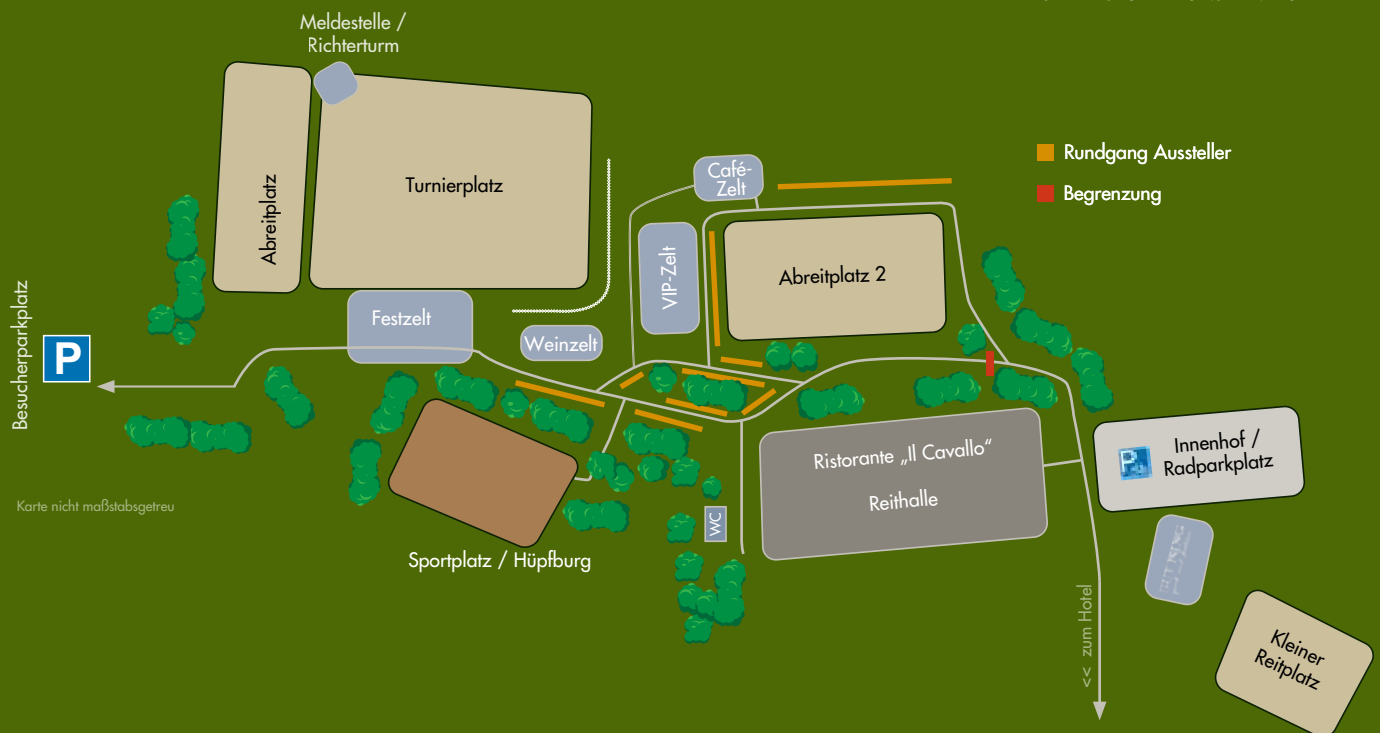 Meldestelle /
Richterturm
Abreitplatz
Turnierplatz
Café-
Zelt
Rundgang Aussteller
Begrenzung
VIP-Zelt
Abreitplatz 2
Besucherparkplatz
P
Festzelt
Weinzelt
Ristorante „Il Cavallo“
Reithalle
P
Innenhof /
Radparkplatz
Karte nicht maßstabsgetreu
WC
Sportplatz / Hüpfburg
<< zum Hotel
Kleiner
Reitplatz